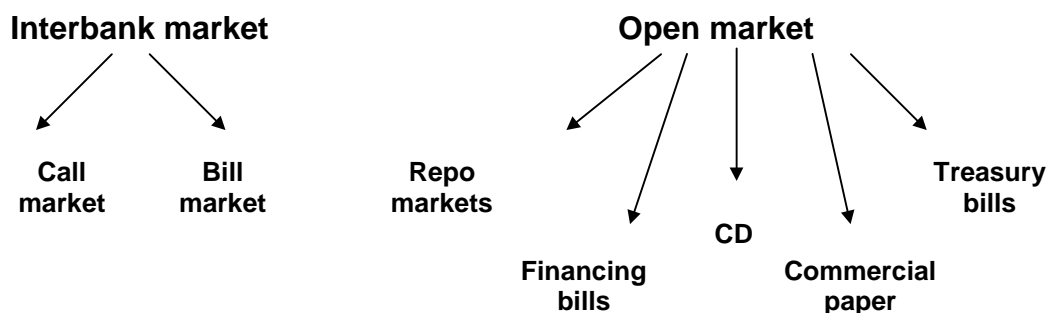 Interbank market
Open market
Call
market
Bill
market
Repo
markets
Treasury
bills
CD
Financing
bills
Commercial
paper